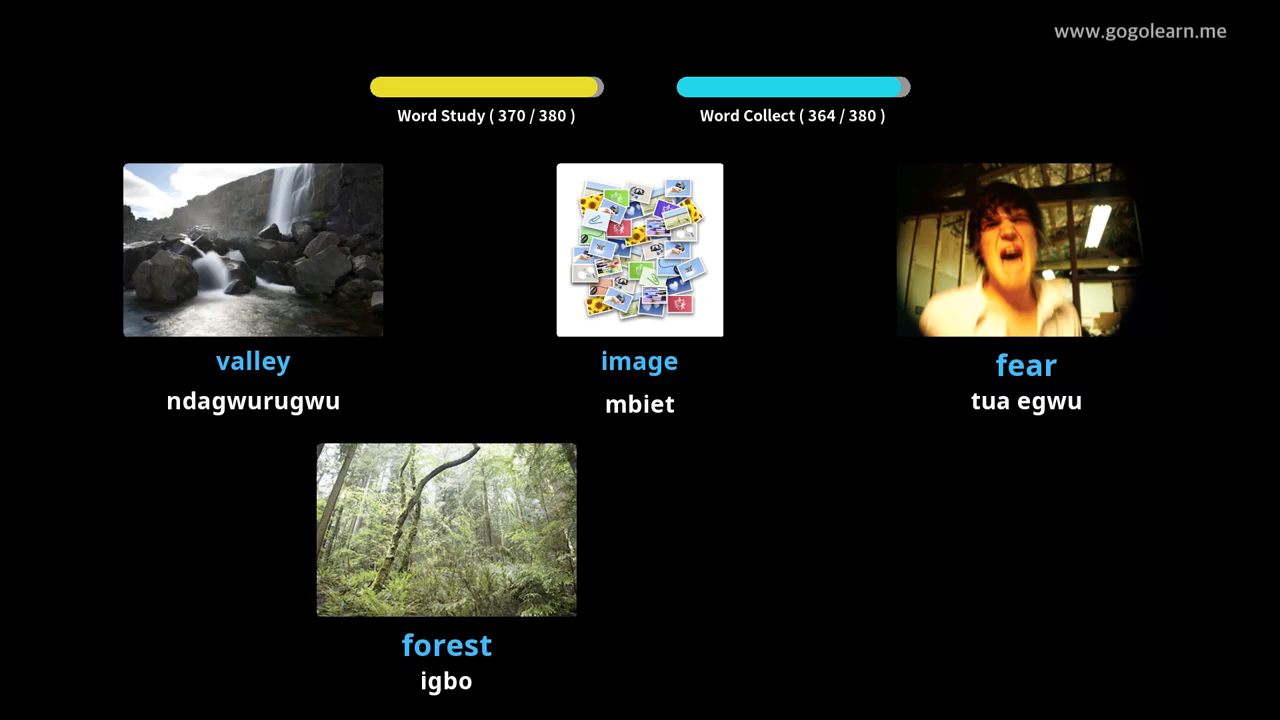 www.gogolearn.me
Word Study ( 370 / 380 )
Word Collect ( 364 / 380 )
valley
ndagwurugwu
image
mbiet
fear
tua egwu
forest
igbo